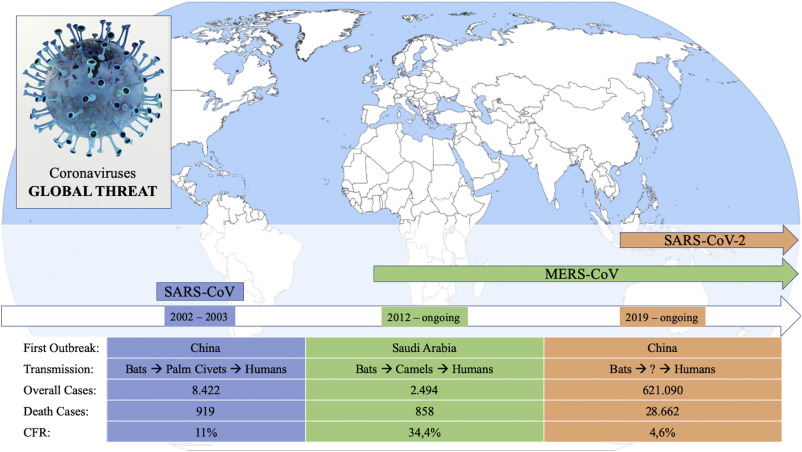 Coronaviruses
GLOBAL THREAT
SARS-CoV-2
MERS-CoV
SARS-CoV
2002 – 2003
2012 – ongoing
2019 – ongoing
First Outbreak: China Saudi Arabia China
Transmission: Bats → Palm Civets → Humans Bats → Camels → Humans Bats → ? → Humans
Overall Cases: 8.422 2.494 621.090
Death Cases: 919 858 28.662
CFR: 11% 34,4% 4,6%